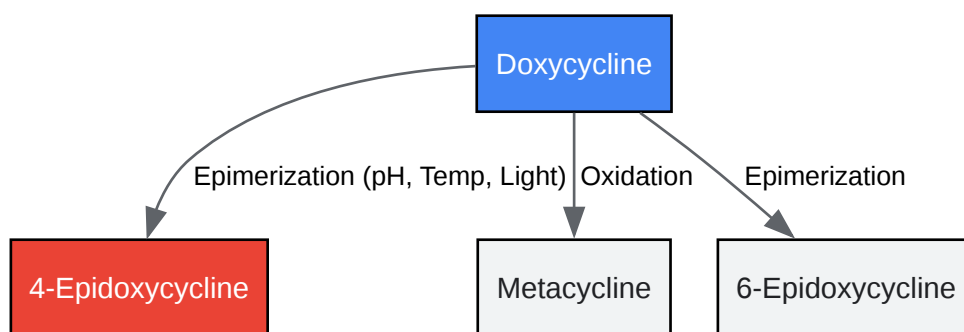 Doxycycline
Epimerization (pH, Temp, Light)
Oxidation
Epimerization
4-Epidoxycycline
Metacycline
6-Epidoxycycline